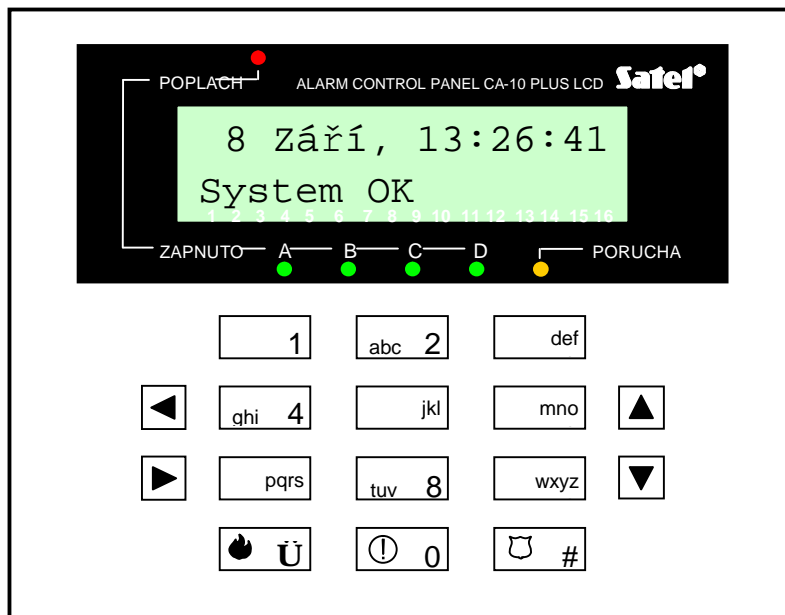 POPLACH ALARM CONTROL PANEL CA-10 PLUS LCD Satel®
8 Září, 13:26:41
System OK
1 2 3 4 5 6 7 8 9 10 11 12 13 14 15 16
ZAPNUTO A B C D PORUCHA
1 abc 2 def
ghi 4 jkl mno
pqrs tuv 8 wxyz
Ü 0 #